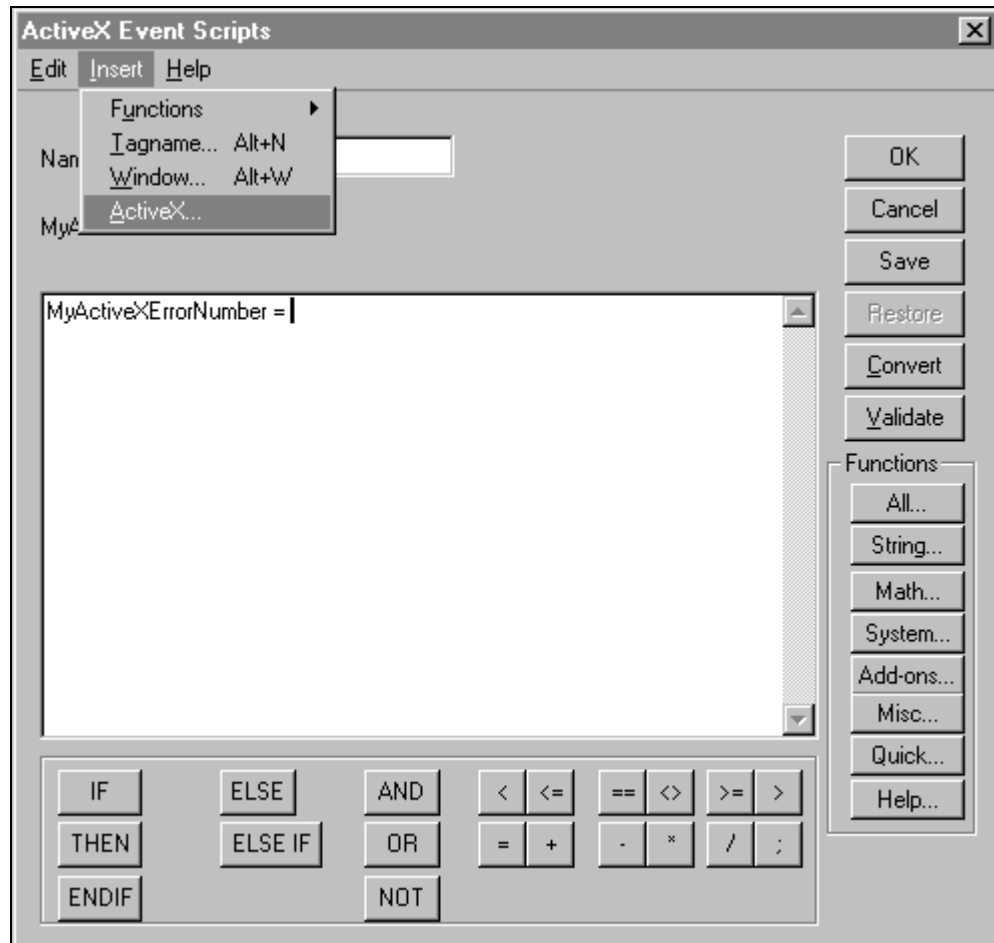 ActiveX Event Scripts
Edit Insert Help
Functions
Tagname... Alt+N
Window... Alt+W
ActiveX...
Nan
MyA
OK
Cancel
Save
Restore
Convert
Validate
MyActiveXErrorNumber =
Functions
All...
String...
Math...
System...
Add-ons...
Misc...
Quick...
Help...
IF ELSE AND < <= == <> >= >
THEN ELSE IF OR = + - * / ;
ENDIF NOT